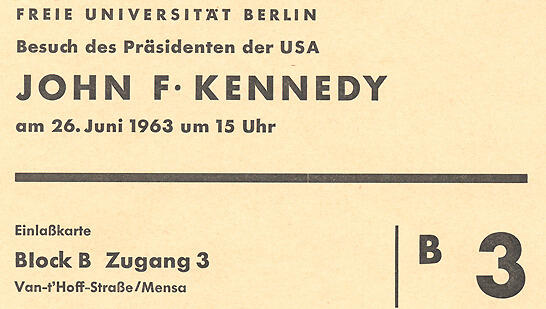 FREIE UNIVERSITÄT BERLIN
Besuch des Präsidenten der USA
JOHN F. KENNEDY
am 26. Juni 1963 um 15 Uhr
Einlaßkarte
Block B Zugang 3
Van-t'Hoff-Straße/Mensa
B 3